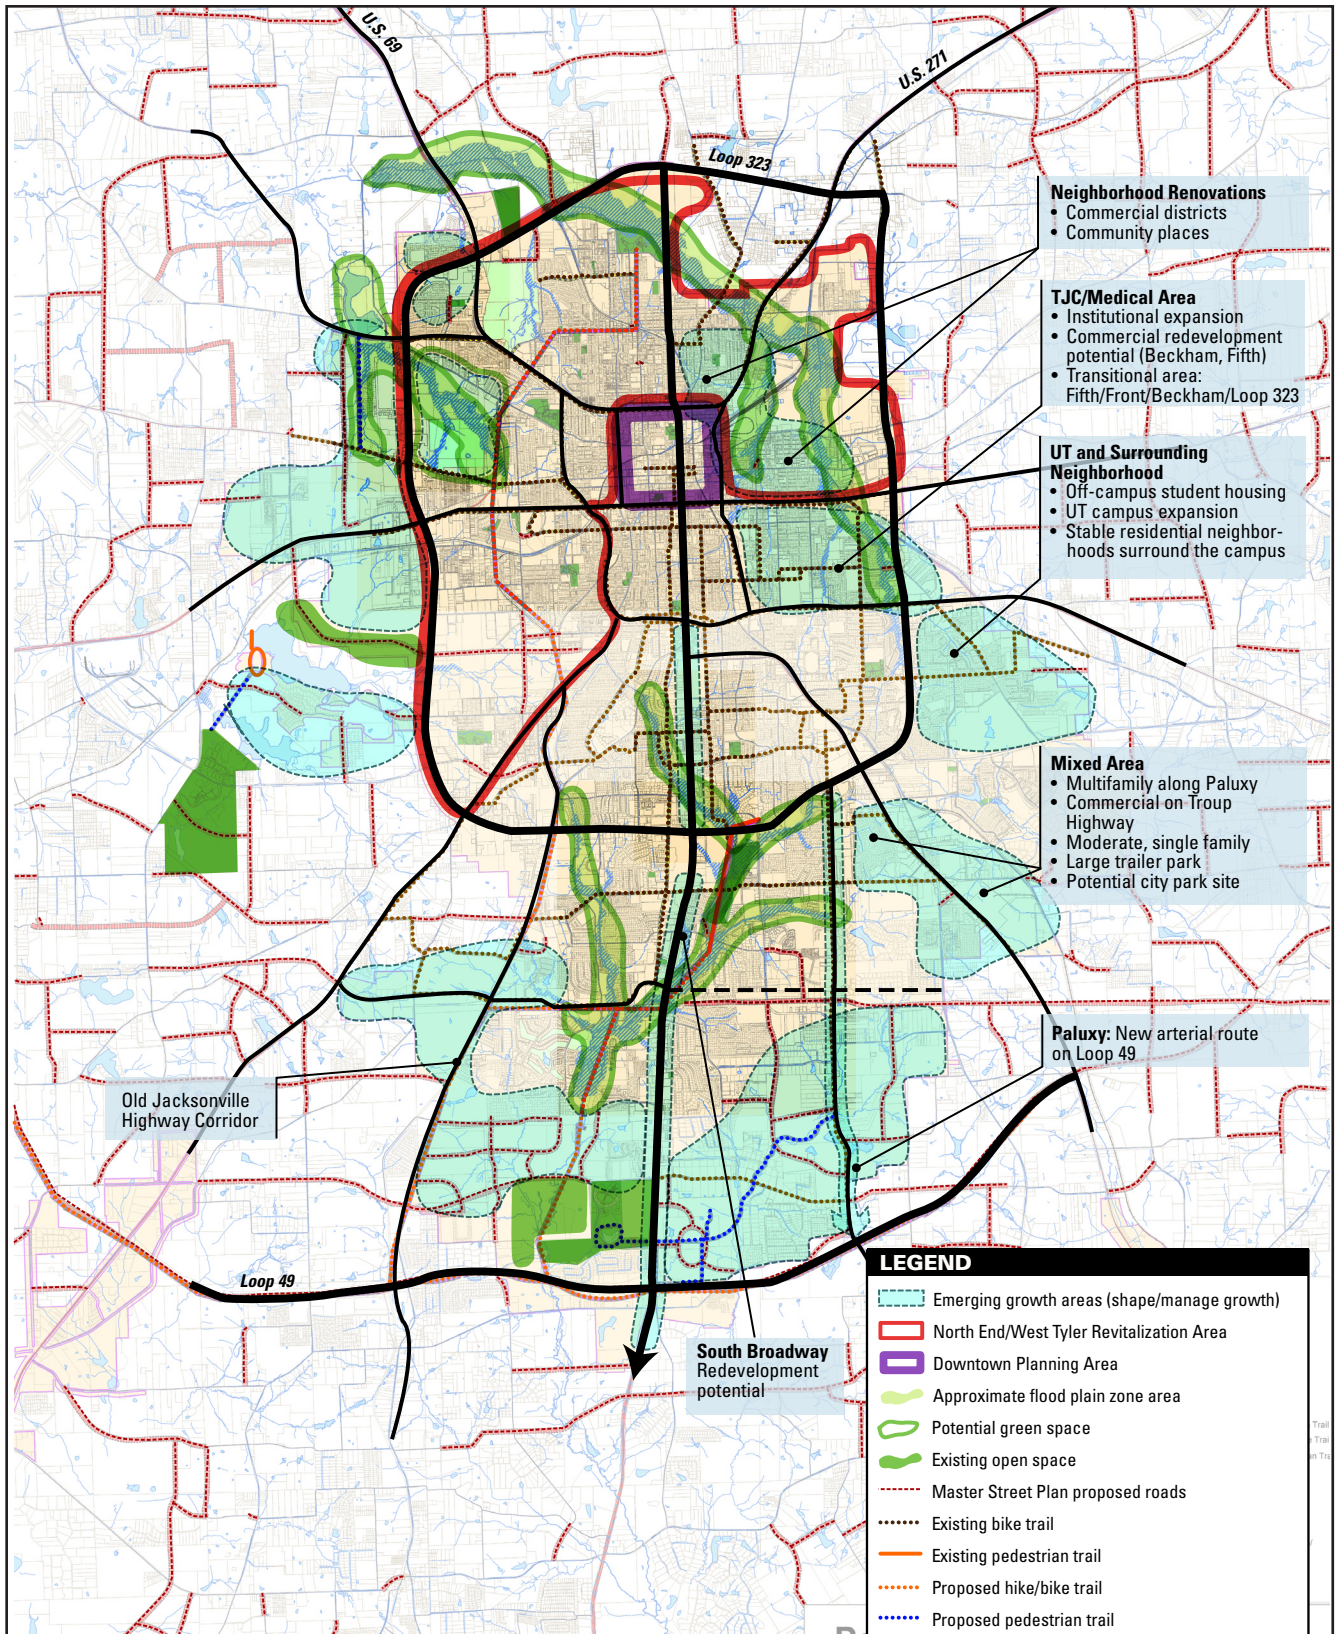 U.S. 69
U.S. 271
Loop 323
Neighborhood Renovations
• Commercial districts
• Community places
TJC/Medical Area
• Institutional expansion
• Commercial redevelopment
potential (Beckham, Fifth)
• Transitional area:
Fifth/Front/Beckham/Loop 323
UT and Surrounding
Neighborhood
• Off-campus student housing
• UT campus expansion
• Stable residential neighbor-
hoods surround the campus
Mixed Area
• Multifamily along Paluxy
• Commercial on Troup
Highway
• Moderate, single family
• Large trailer park
• Potential city park site
Paluxy: New arterial route
on Loop 49
Old Jacksonville
Highway Corridor
Loop 49
South Broadway
Redevelopment
potential
LEGEND
Emerging growth areas (shape/manage growth)
North End/West Tyler Revitalization Area
Downtown Planning Area
Approximate flood plain zone area
Potential green space
Existing open space
Master Street Plan proposed roads
Existing bike trail
Existing pedestrian trail
Proposed hike/bike trail
Proposed pedestrian trail
Trail